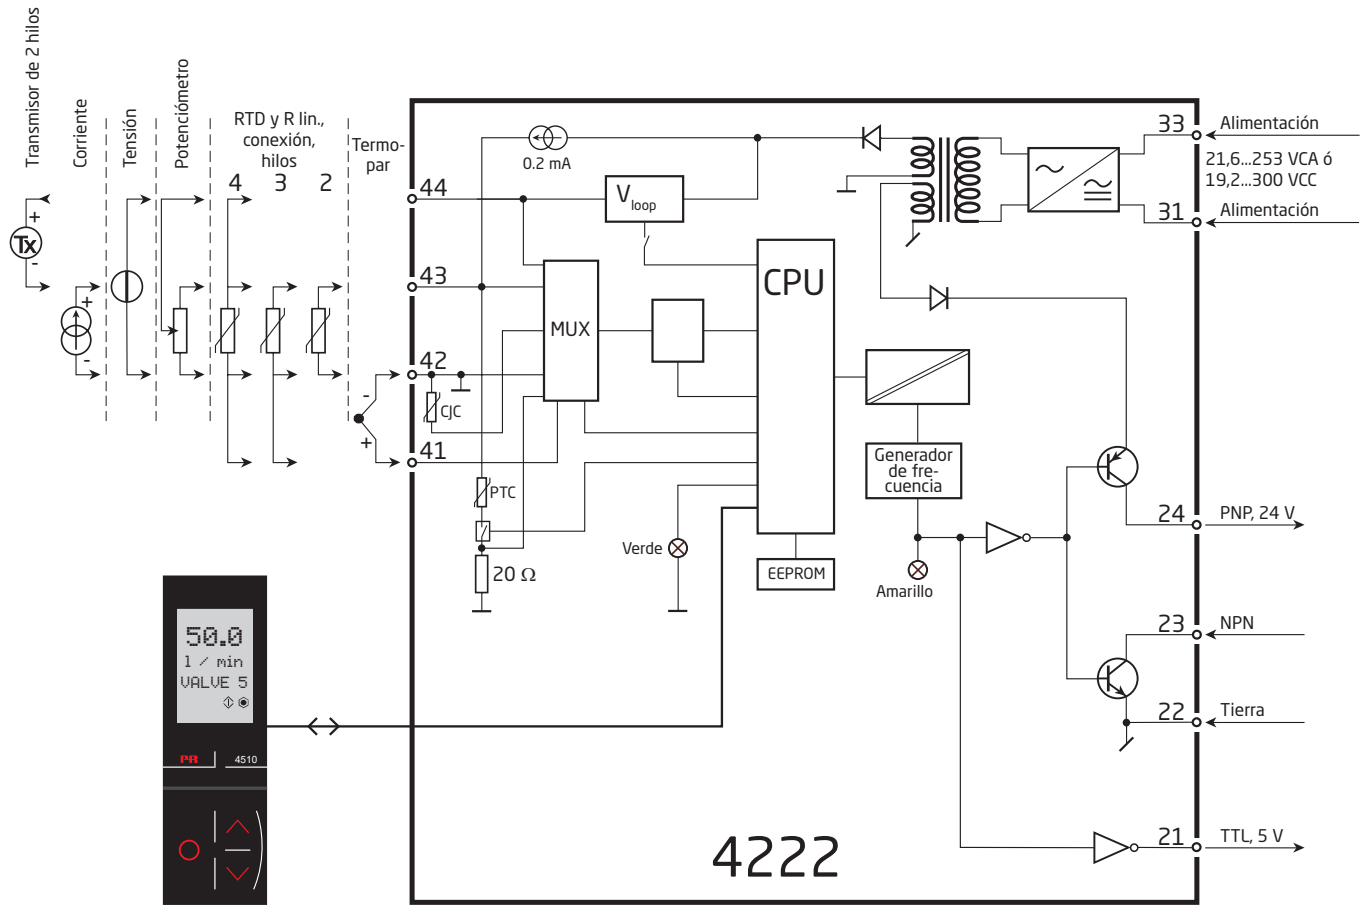 Transmisor de 2 hilos
Corriente
Tensión
Potenciómetro
RTD y R lin.,
conexión,
hilos
4 3 2
Termo-
par
+
Tx
-
+
-
-
+
44
43
42
41
0.2 mA
V loop
MUX
CPU
CJC
PTC
20 Ω
Verde
EEPROM
Generador
de fre-
cuencia
Amarillo
33
Alimentación
21,6...253 VCA ó
19,2...300 VCC
31
Alimentación
24
PNP, 24 V
23
NPN
22
Tierra
21
TTL, 5 V
4222
50.0
l / min
VALVE 5
PR
4510